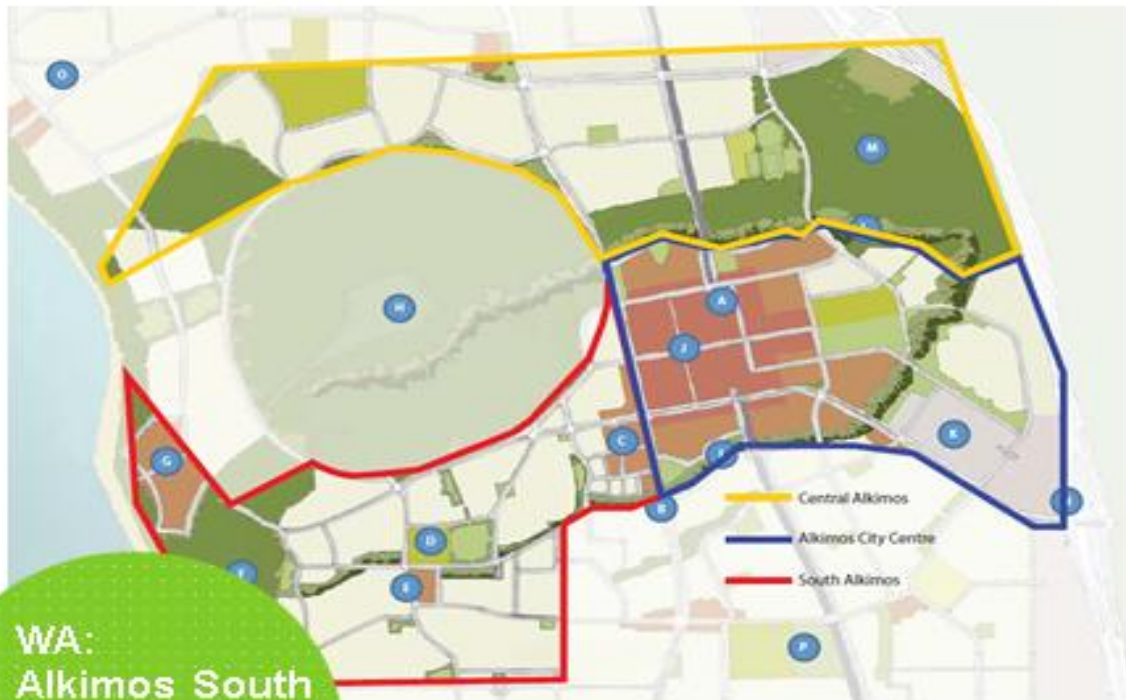 O
M
H
A
J
C
K
G
B
D
E
F
P
Central Alkimos
Alkimos City Centre
South Alkimos
WA:
Alkimos South